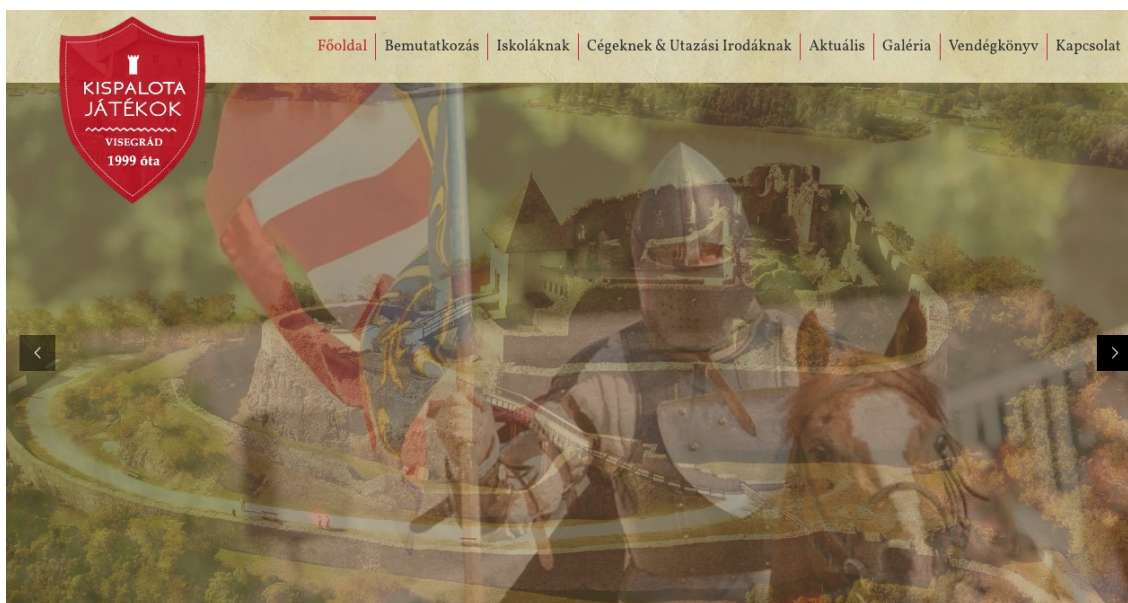 KISPALOTA
JÁTÉKOK
VISEGRÁD
1999 óta
Főoldal
Bemutatkozás
Iskoláknak
Cégeknek & Utazási Irodáknak
Aktuális
Galéria
Vendégkönyv
Kapcsolat